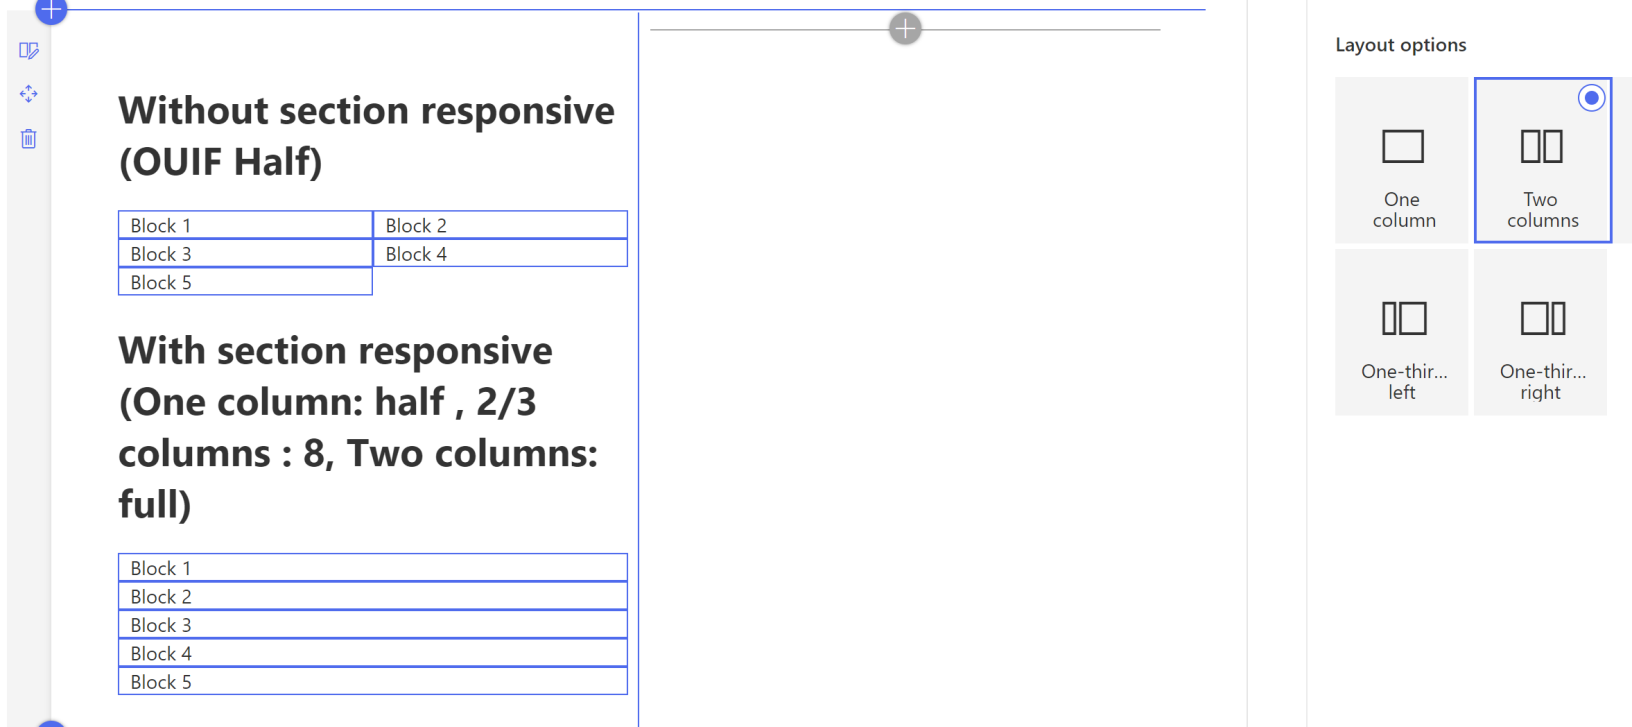 Without section responsive
(OUIF Half)
Block 1
Block 2
Block 3
Block 4
Block 5
With section responsive
(One column: half , 2/3
columns : 8, Two columns:
full)
Block 1
Block 2
Block 3
Block 4
Block 5
Layout options
One
column
Two
columns
One-thir...
left
One-thir...
right